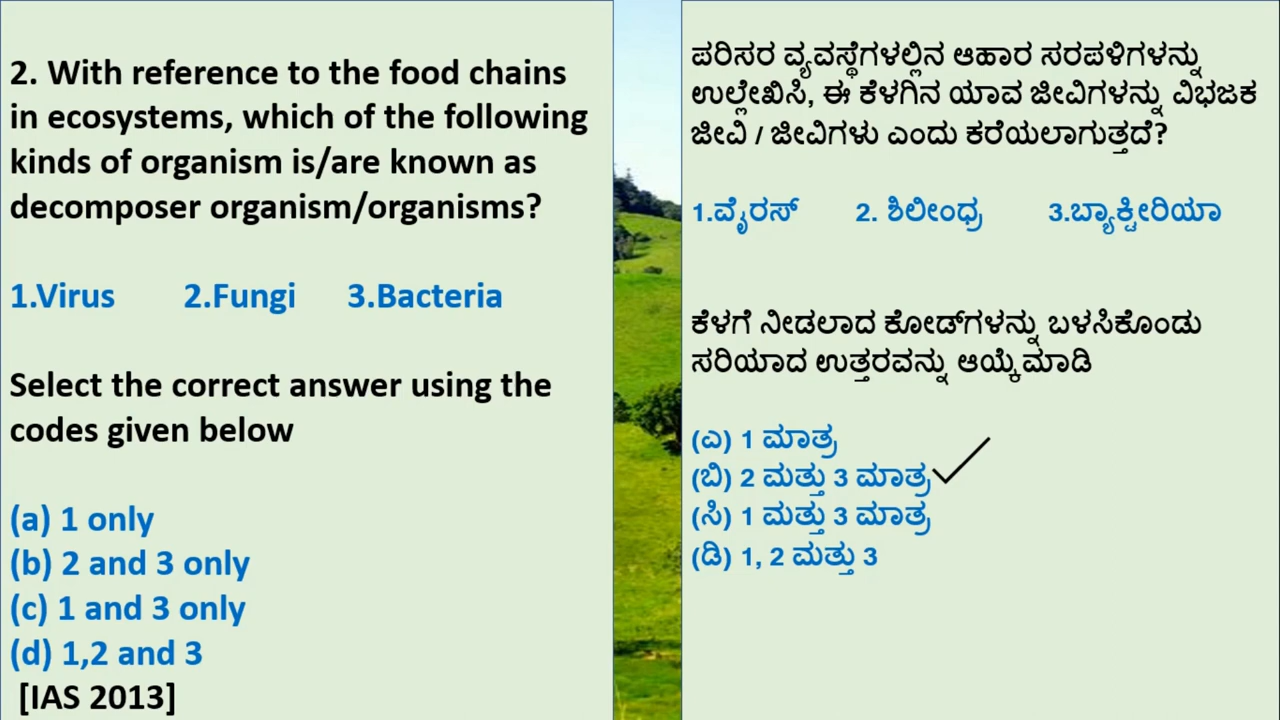 2. With reference to the food chains
in ecosystems, which of the following
kinds of organism is/are known as
decomposer organism/organisms?
1.Virus 2.Fungi 3.Bacteria
Select the correct answer using the
codes given below
(a) 1 only
(b) 2 and 3 only
(c) 1 and 3 only
(d) 1,2 and 3
[IAS 2013]
ಪರಿಸರ ವ್ಯವಸ್ಥೆಗಳಲ್ಲಿನ ಆಹಾರ ಸರಪಳಿಗಳನ್ನು
ಉಲ್ಲೇಖಿಸಿ, ಈ ಕೆಳಗಿನ ಯಾವ ಜೀವಿಗಳನ್ನು ವಿಭಜಕ
ಜೀವಿ / ಜೀವಿಗಳು ಎಂದು ಕರೆಯಲಾಗುತ್ತದೆ?
1.ವೈರಸ್ 2. ಶಿಲೀಂಧ್ರ 3.ಬ್ಯಾಕ್ಟೀರಿಯಾ
ಕೆಳಗೆ ನೀಡಲಾದ ಕೋಡ್‌ಗಳನ್ನು ಬಳಸಿಕೊಂಡು
ಸರಿಯಾದ ಉತ್ತರವನ್ನು ಆಯ್ಕೆಮಾಡಿ
(ಎ) 1 ಮಾತ್ರ
(ಬಿ) 2 ಮತ್ತು 3 ಮಾತ್ರ
(ಸಿ) 1 ಮತ್ತು 3 ಮಾತ್ರ
(ಡಿ) 1, 2 ಮತ್ತು 3